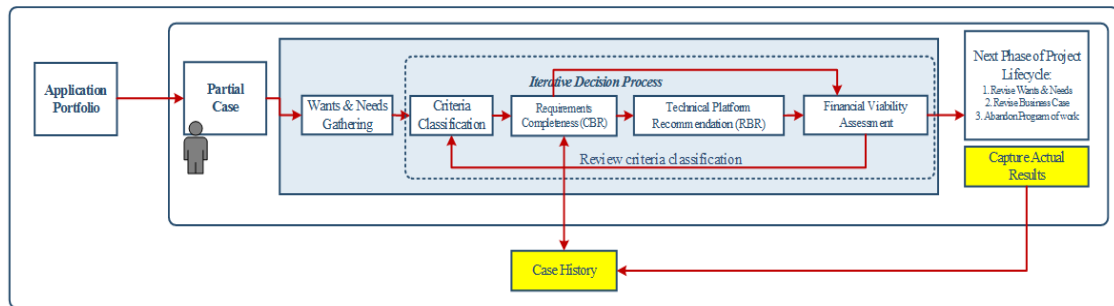 Application
Portfolio
Partial
Case
Wants & Needs
Gathering
Iterative Decision Process
Criteria
Classification
Requirements
Completeness (CBR)
Technical Platform
Recommendation (RBR)
Financial Viability
Assessment
Review criteria classification
Next Phase of Project
Lifecycle:
1. Revise Wants & Needs
2. Revise Business Case
3. Abandon Program of work
Capture Actual
Results
Case History